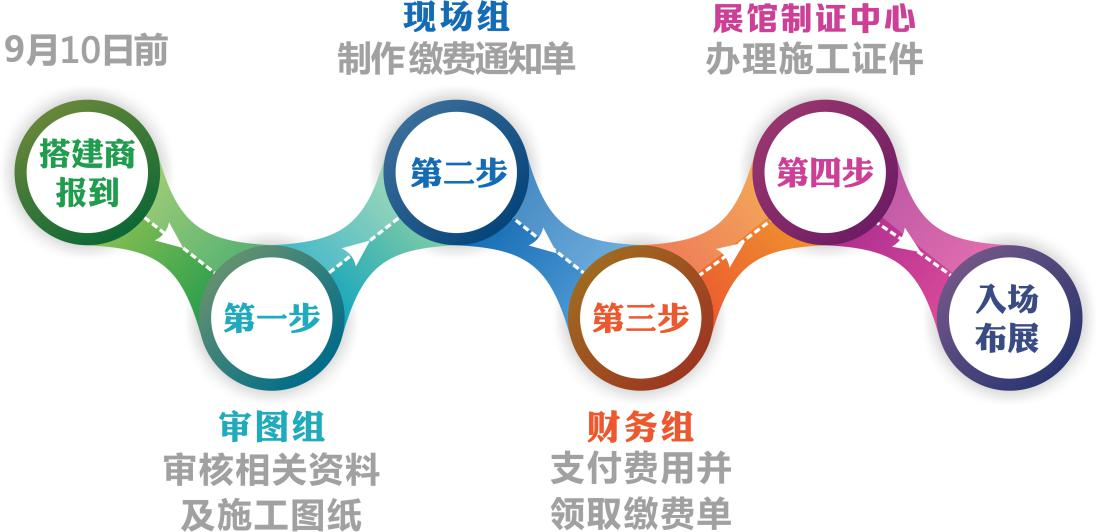 9月10日前
搭建商
报到
第一步
审图组
审核相关资料
及施工图纸
现场组
制作缴费通知单
第二步
第三步
财务组
支付费用并
领取缴费单
展馆制证中心
办理施工证件
第四步
入场
布展